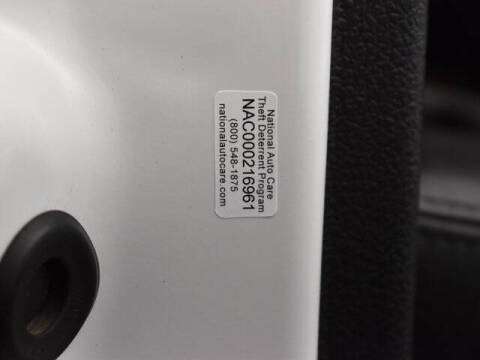 National Auto Care
Theft Deterrent Program
NAC000216961
(800) 548-1875
nationalautocare.com